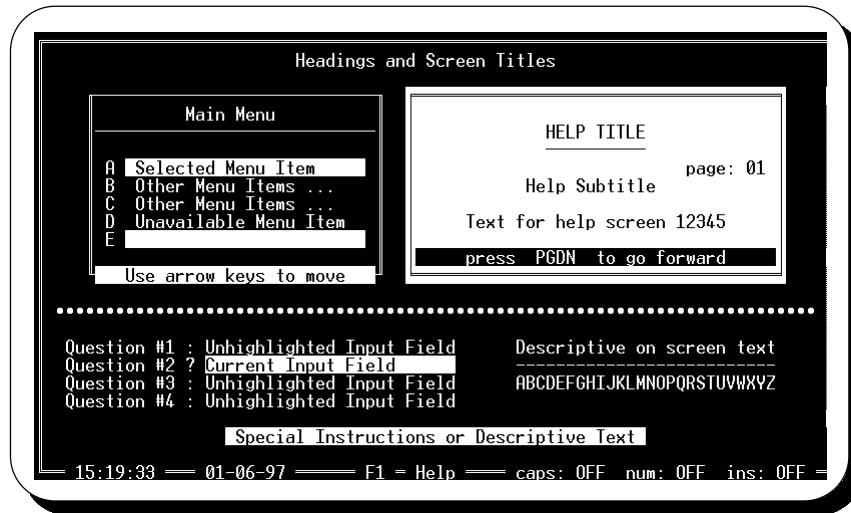 Headings and Screen Titles
Main Menu
A Selected Menu Item
B Other Menu Items ...
C Other Menu Items ...
D Unavailable Menu Item
E
Use arrow keys to move
HELP TITLE
page: 01
Help Subtitle
Text for help screen 12345
press PGDN to go forward
Question #1 : Unhighlighted Input Field
Question #2 ? Current Input Field
Question #3 : Unhighlighted Input Field
Question #4 : Unhighlighted Input Field
Descriptive on screen text
--------------------------
ABCDEFGHIJKLMNOPQRSTUVWXYZ
Special Instructions or Descriptive Text
15:19:33 01-06-97 F1 = Help caps: OFF num: OFF ins: OFF